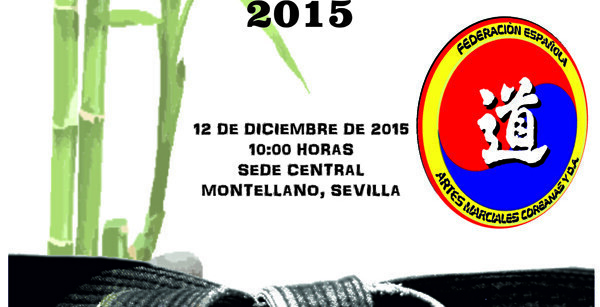 2015
12 DE DICIEMBRE DE 2015
10:00 HORAS
SEDE CENTRAL
MONTELLANO, SEVILLA
FEDERACIÓN ESPAÑOLA
道
ARTES MARCIALES COREANAS Y D.A.